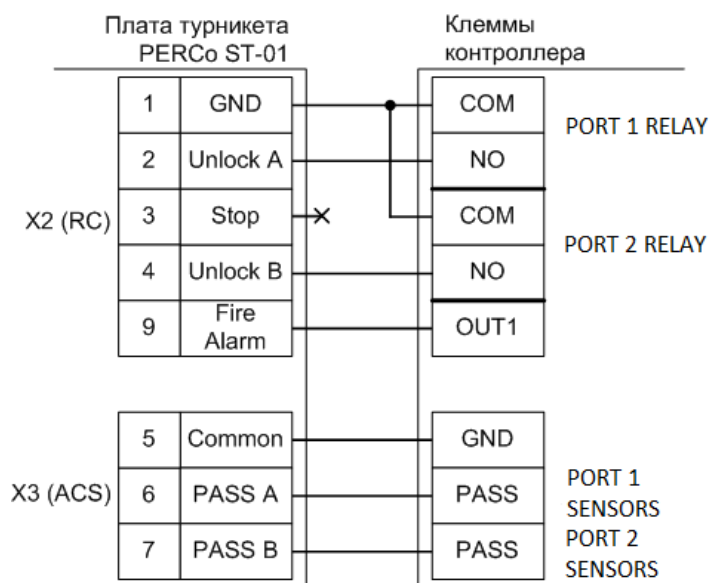 Плата турникета
PERCo ST-01
Клеммы
контроллера
X2 (RC)
1 GND COM
2 Unlock A NO
PORT 1 RELAY
3 Stop COM
4 Unlock B NO
PORT 2 RELAY
9 Fire
Alarm OUT1
X3 (ACS)
5 Common GND
6 PASS A PASS
PORT 1
SENSORS
7 PASS B PASS
PORT 2
SENSORS